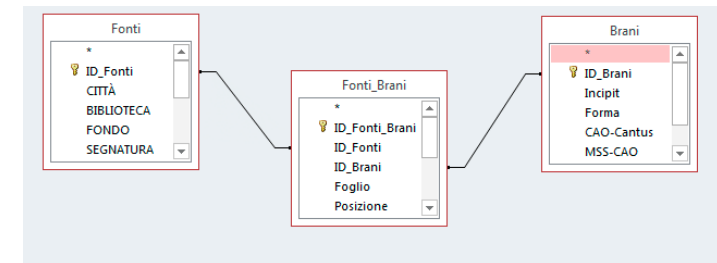 Fonti
*
ID_Fonti
CITTÀ
BIBLIOTECA
FONDO
SEGNATURA
Fonti_Brani
*
ID_Fonti_Brani
ID_Fonti
ID_Brani
Foglio
Posizione
Brani
*
ID_Brani
Incipit
Forma
CAO-Cantus
MSS-CAO